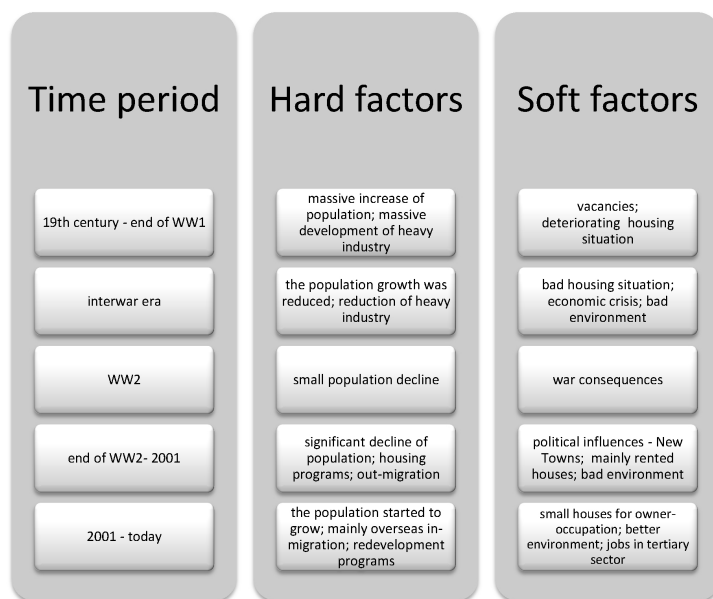 Time period
Hard factors
Soft factors
19th century - end of WW1
massive increase of
population; massive
development of heavy
industry
vacancies;
deteriorating housing
situation
interwar era
the population growth was
reduced; reduction of heavy
industry
bad housing situation;
economic crisis; bad
environment
WW2
small population decline
war consequences
end of WW2- 2001
significant decline of
population; housing
programs; out-migration
political influences - New
Towns; mainly rented
houses; bad environment
2001 - today
the population started to
grow; mainly overseas in-
migration; redevelopment
programs
small houses for owner-
occupation; better
environment; jobs in tertiary
sector